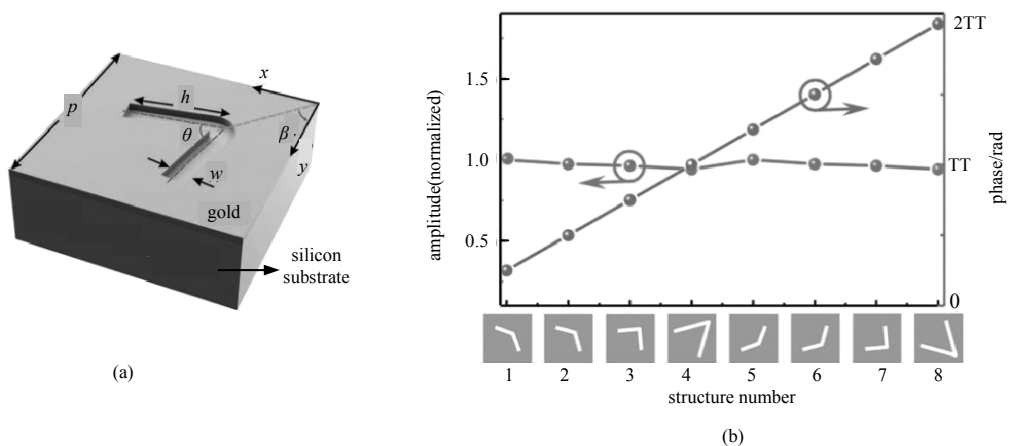 x
h
p
θ
β
y
w
gold
silicon
substrate
(a)
amplitude(normalized)
1.5
1.0
0.5
2TT
TT
0
phase/rad
1 2 3 4 5 6 7 8
structure number
(b)